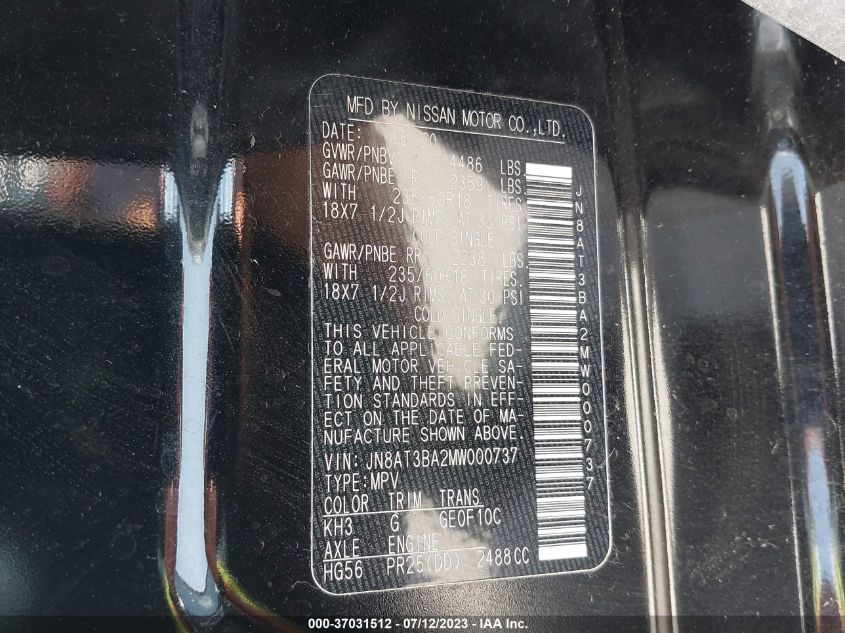 MFD BY NISSAN MOTOR CO.,LTD.
DATE:
GVWR/PNBV 4486 LBS.
GAWR/PNBE 2359 LBS.
WITH 235/60R18 TIRES
18X7 1/2J RIMS, AT PSI
COLD SINGLE
GAWR/PNBE RR. 2238 LBS.
WITH 235/60R18 TIRES.
18X7 1/2J RIMS, AT 30 PSI
COLD SINGLE
THIS VEHICLE CONFORMS
TO ALL APPLICABLE FED-
ERAL MOTOR VEHICLE SA-
FETY AND THEFT PREVEN-
TION STANDARDS IN EFF-
ECT ON THE DATE OF MA-
NUFACTURE SHOWN ABOVE.
VIN: JN8AT3BA2MW000737
TYPE:MPV
COLOR TRIM TRANS
KH3 G GE0F10C
AXLE ENGINE
HG56 PR25(DD) 2488CC
JN8AT3BA2MW000737
000-37031512 - 07/12/2023 - IAA Inc.